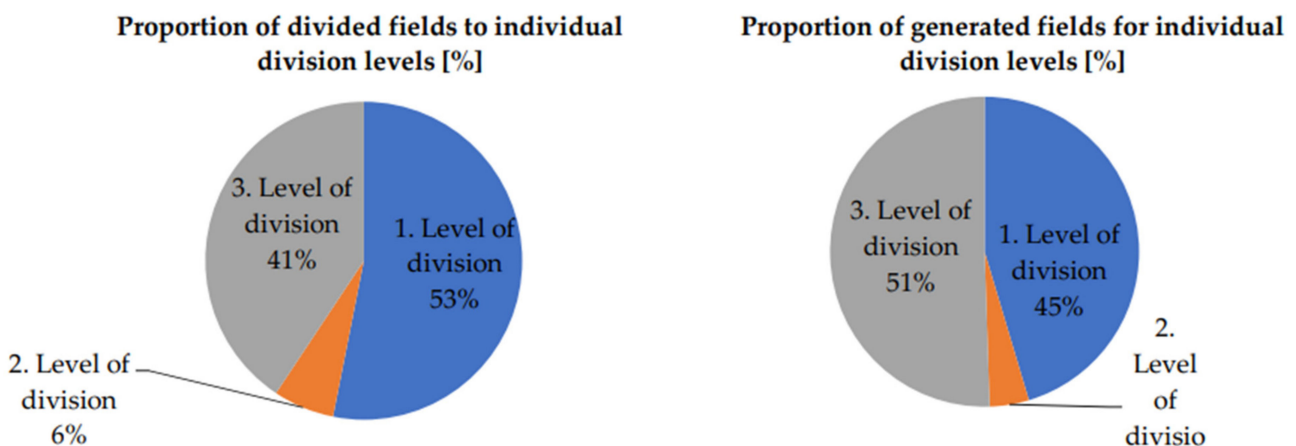 Proportion of divided fields to individual
division levels [%]
3. Level of
division
41%
1. Level of
division
53%
2. Level of
division
6%
Proportion of generated fields for individual
division levels [%]
3. Level of
division
51%
1. Level of
division
45%
2.
Level
of
divisio